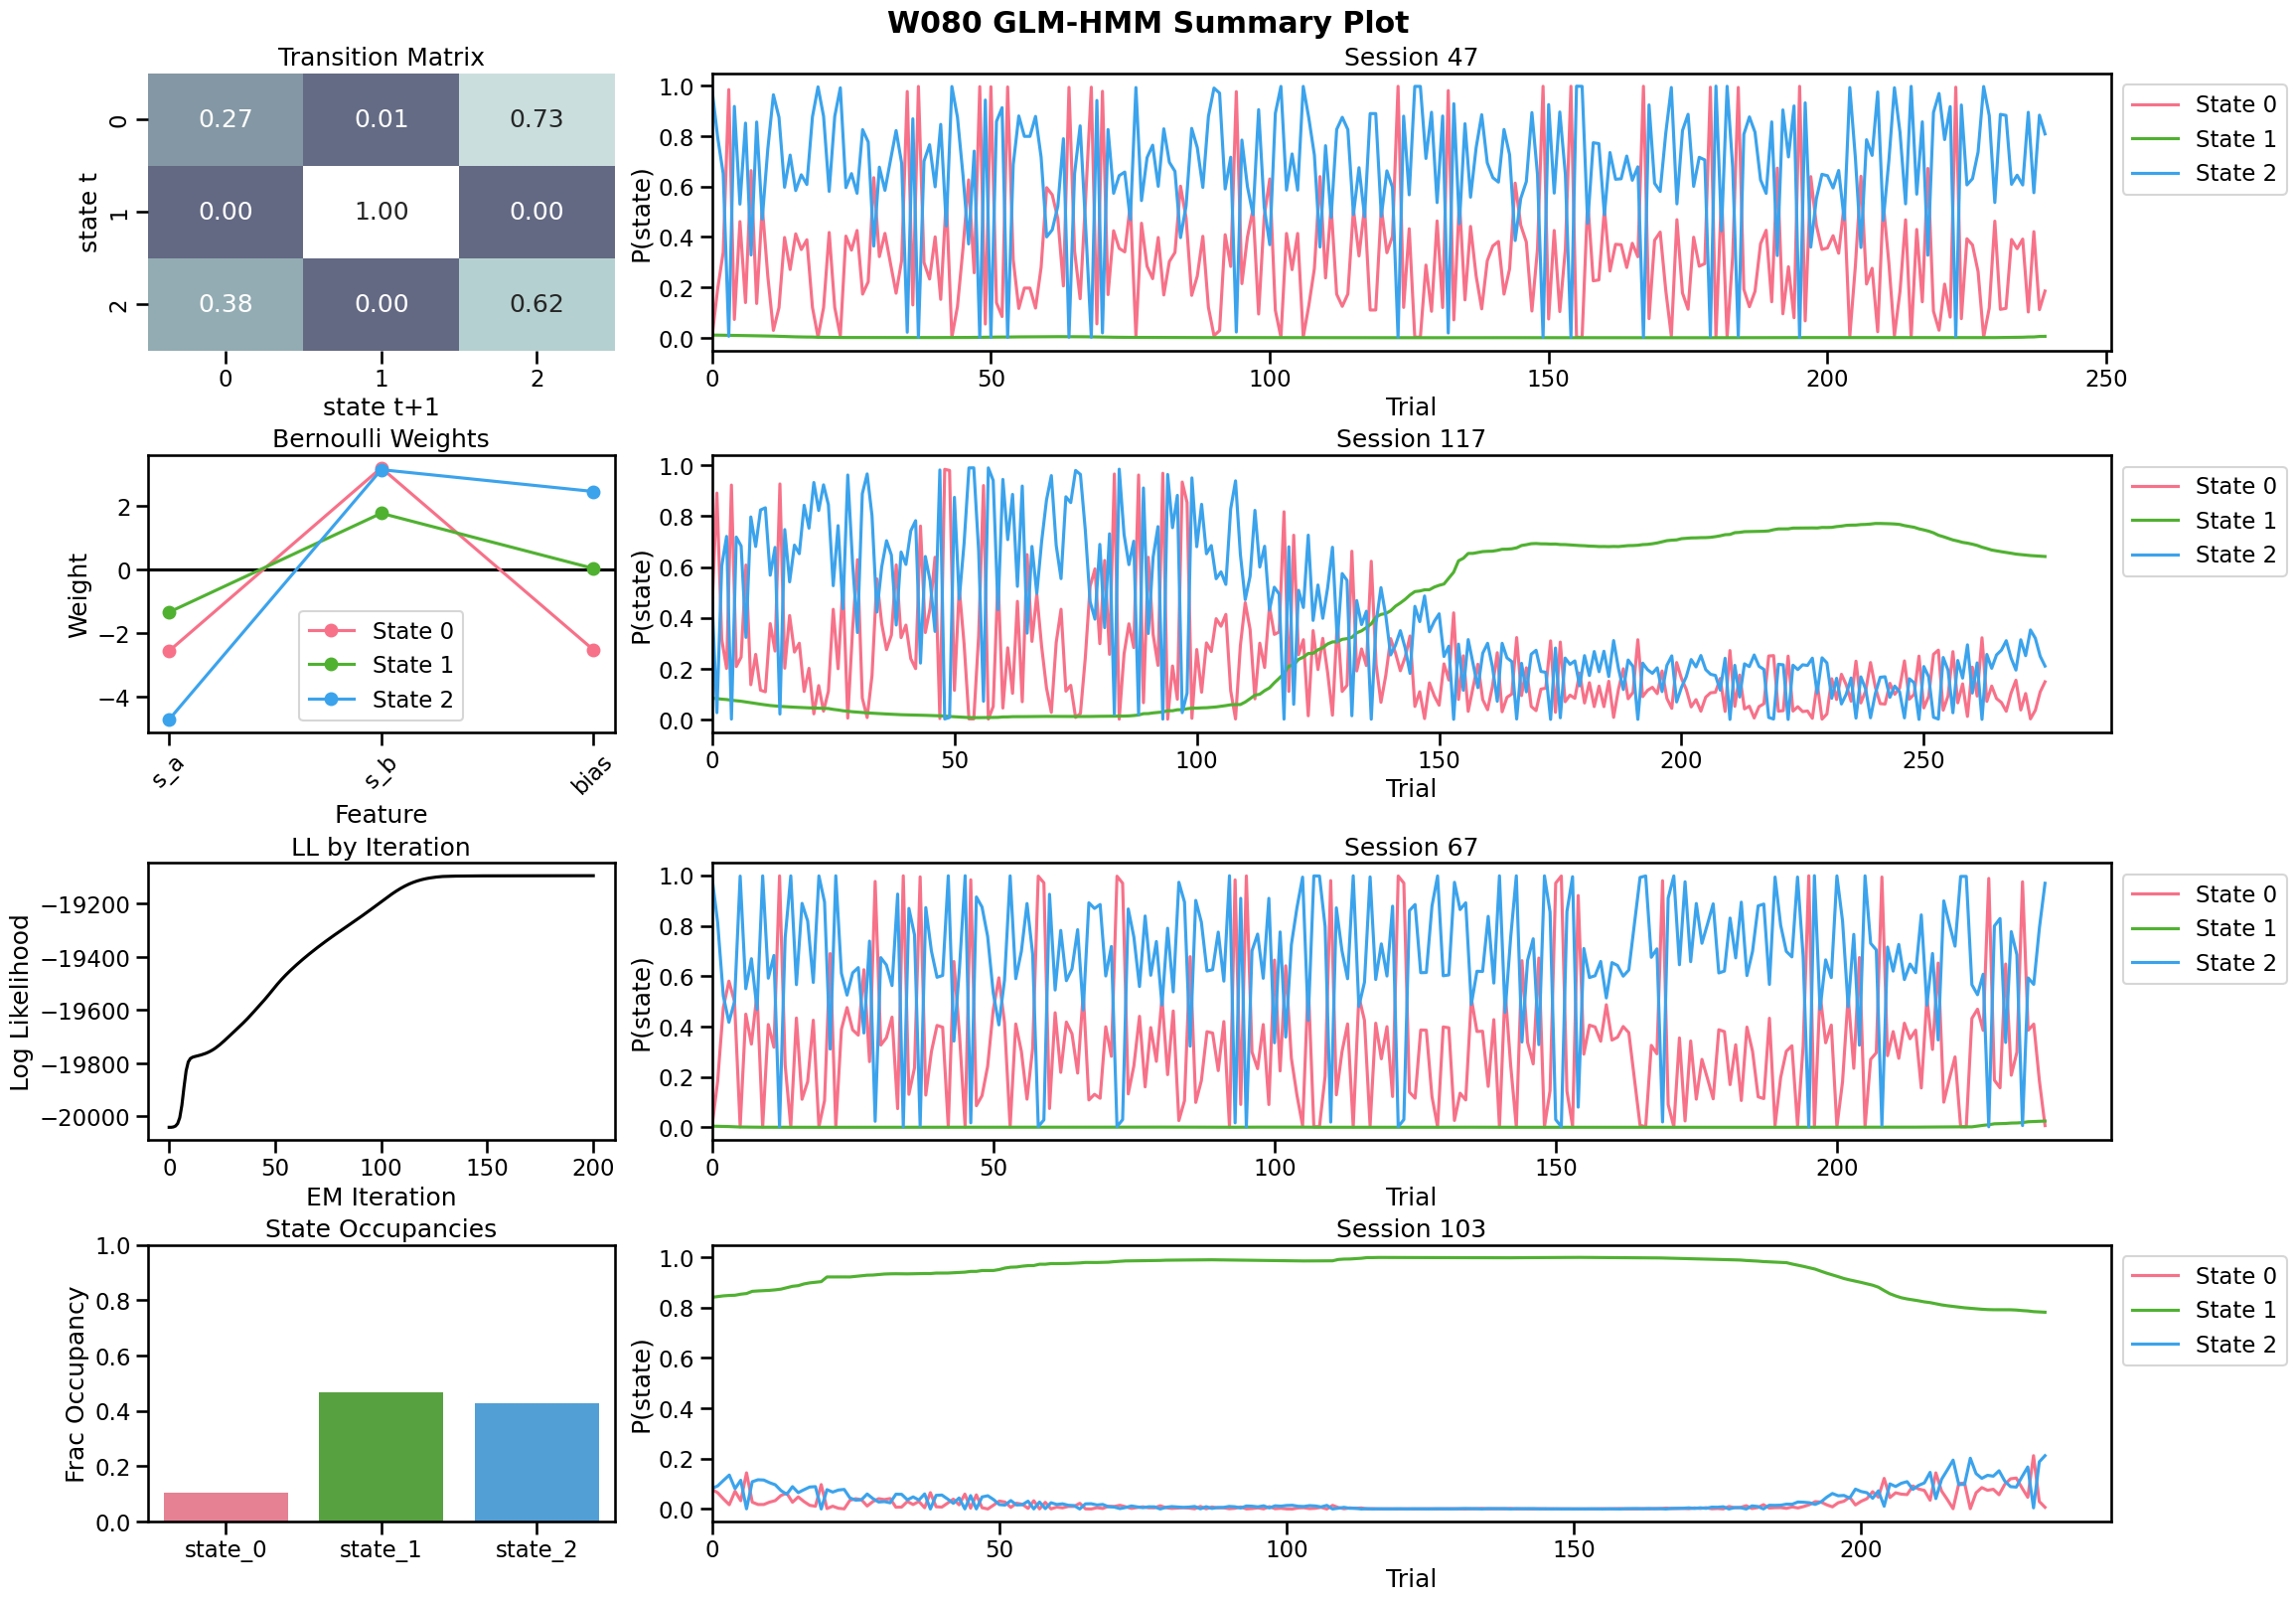 W080 GLM-HMM Summary Plot
Transition Matrix
0.27 0.01 0.73
0.00 1.00 0.00
0.38 0.00 0.62
0
1
2
state t
0 1 2
state t+1
Session 47
1.0
0.8
0.6
0.4
0.2
0.0
P(state)
0 50 100 150 200 250
Trial
State 0
State 1
State 2
Bernoulli Weights
2
0
−2
−4
Weight
State 0
State 1
State 2
s_a s_b bias
Feature
Session 117
1.0
0.8
0.6
0.4
0.2
0.0
P(state)
0 50 100 150 200 250
Trial
State 0
State 1
State 2
LL by Iteration
−19200
−19400
−19600
−19800
−20000
Log Likelihood
0 50 100 150 200
EM Iteration
Session 67
1.0
0.8
0.6
0.4
0.2
0.0
P(state)
0 50 100 150 200
Trial
State 0
State 1
State 2
State Occupancies
1.0
0.8
0.6
0.4
0.2
0.0
Frac Occupancy
state_0 state_1 state_2
Session 103
1.0
0.8
0.6
0.4
0.2
0.0
P(state)
0 50 100 150 200
Trial
State 0
State 1
State 2